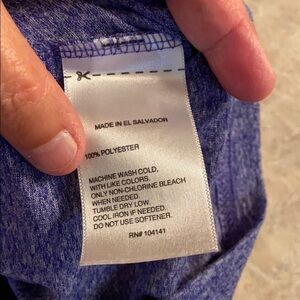 MADE IN EL SALVADOR
100% POLYESTER
MACHINE WASH COLD,
WITH LIKE COLORS.
ONLY NON-CHLORINE BLEACH
WHEN NEEDED.
TUMBLE DRY LOW.
COOL IRON IF NEEDED.
DO NOT USE SOFTENER.
RN# 104141